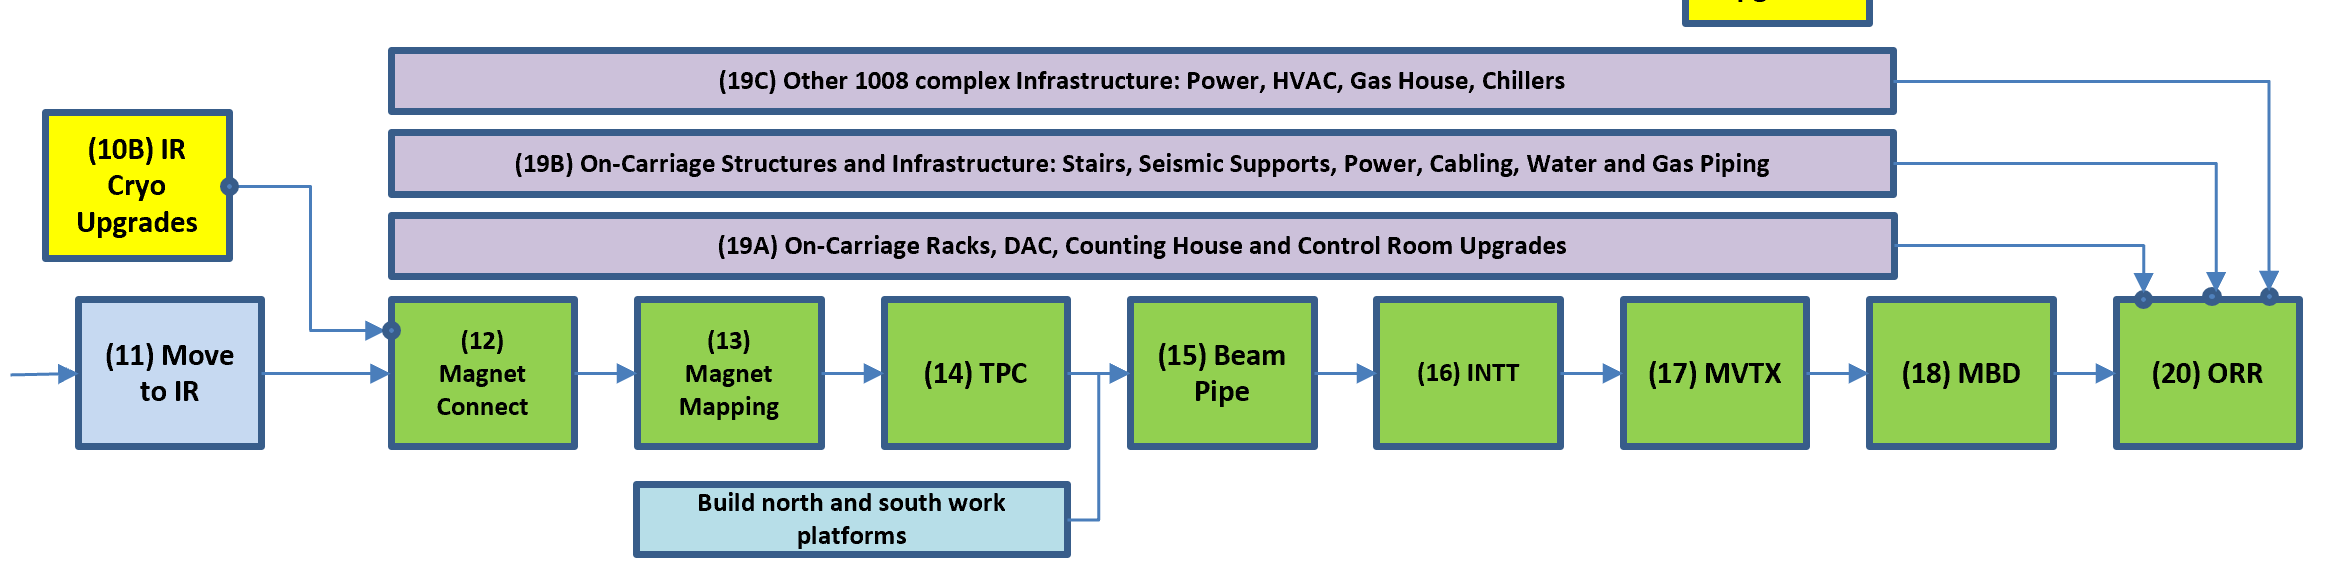 (19C) Other 1008 complex Infrastructure: Power, HVAC, Gas House, Chillers
(10B) IR
Cryo
Upgrades
(19B) On-Carriage Structures and Infrastructure: Stairs, Seismic Supports, Power, Cabling, Water and Gas Piping
(19A) On-Carriage Racks, DAC, Counting House and Control Room Upgrades
(11) Move
to IR
(12)
Magnet
Connect
(13)
Magnet
Mapping
(14) TPC
(15) Beam
Pipe
(16) INTT
(17) MVTX
(18) MBD
(20) ORR
Build north and south work
platforms